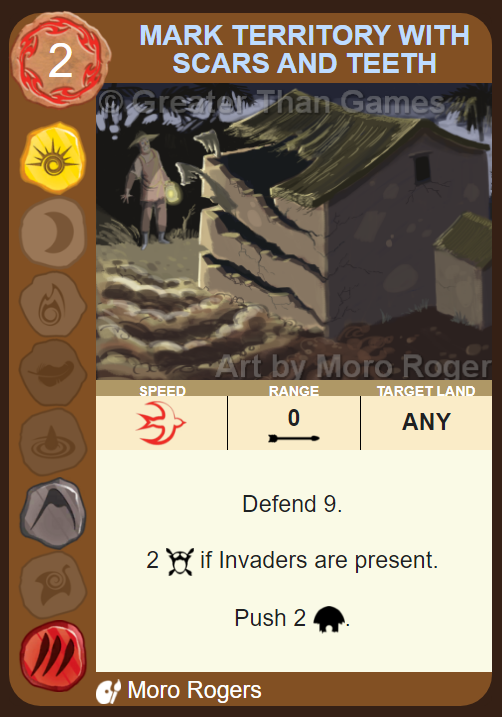 2
MARK TERRITORY WITH
SCARS AND TEETH
© Greater Than Games
Art by Moro Roger
SPEED
RANGE
TARGET LAND
0
ANY
Defend 9.
2 if Invaders are present.
Push 2 .
Moro Rogers